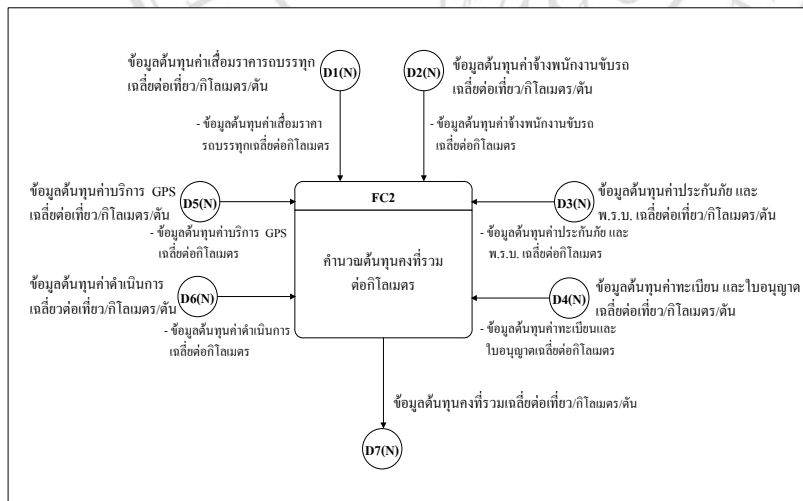 ข้อมูลต้นทุนค่าเสื่อมราคารถบรรทุก
เฉลี่ยต่อเที่ยว/กิโลเมตร/ตัน
D1(N)
D2(N)
ข้อมูลต้นทุนค่าจ้างพนักงานขับรถ
เฉลี่ยต่อเที่ยว/กิโลเมตร/ตัน
- ข้อมูลต้นทุนค่าเสื่อมราคา
รถบรรทุกเฉลี่ยต่อกิโลเมตร
- ข้อมูลต้นทุนค่าจ้างพนักงานขับรถ
เฉลี่ยต่อกิโลเมตร
ข้อมูลต้นทุนค่าบริการ GPS
เฉลี่ยต่อเที่ยว/กิโลเมตร/ตัน
D5(N)
- ข้อมูลต้นทุนค่าบริการ GPS
เฉลี่ยต่อกิโลเมตร
FC2
คำนวณต้นทุนคงที่รวม
ต่อกิโลเมตร
D3(N)
ข้อมูลต้นทุนค่าประกันภัย และ
พ.ร.บ. เฉลี่ยต่อเที่ยว/กิโลเมตร/ตัน
- ข้อมูลต้นทุนค่าประกันภัย และ
พ.ร.บ. เฉลี่ยต่อกิโลเมตร
ข้อมูลต้นทุนค่าดำเนินการ
เฉลี่ยวต่อเที่ยว/กิโลเมตร/ตัน
D6(N)
- ข้อมูลต้นทุนค่าดำเนินการ
เฉลี่ยต่อกิโลเมตร
D4(N)
ข้อมูลต้นทุนค่าทะเบียน และใบอนุญาต
เฉลี่ยต่อเที่ยว/กิโลเมตร/ตัน
- ข้อมูลต้นทุนค่าทะเบียนและ
ใบอนุญาตเฉลี่ยต่อกิโลเมตร
ข้อมูลต้นทุนคงที่รวมเฉลี่ยต่อเที่ยว/กิโลเมตร/ตัน
D7(N)